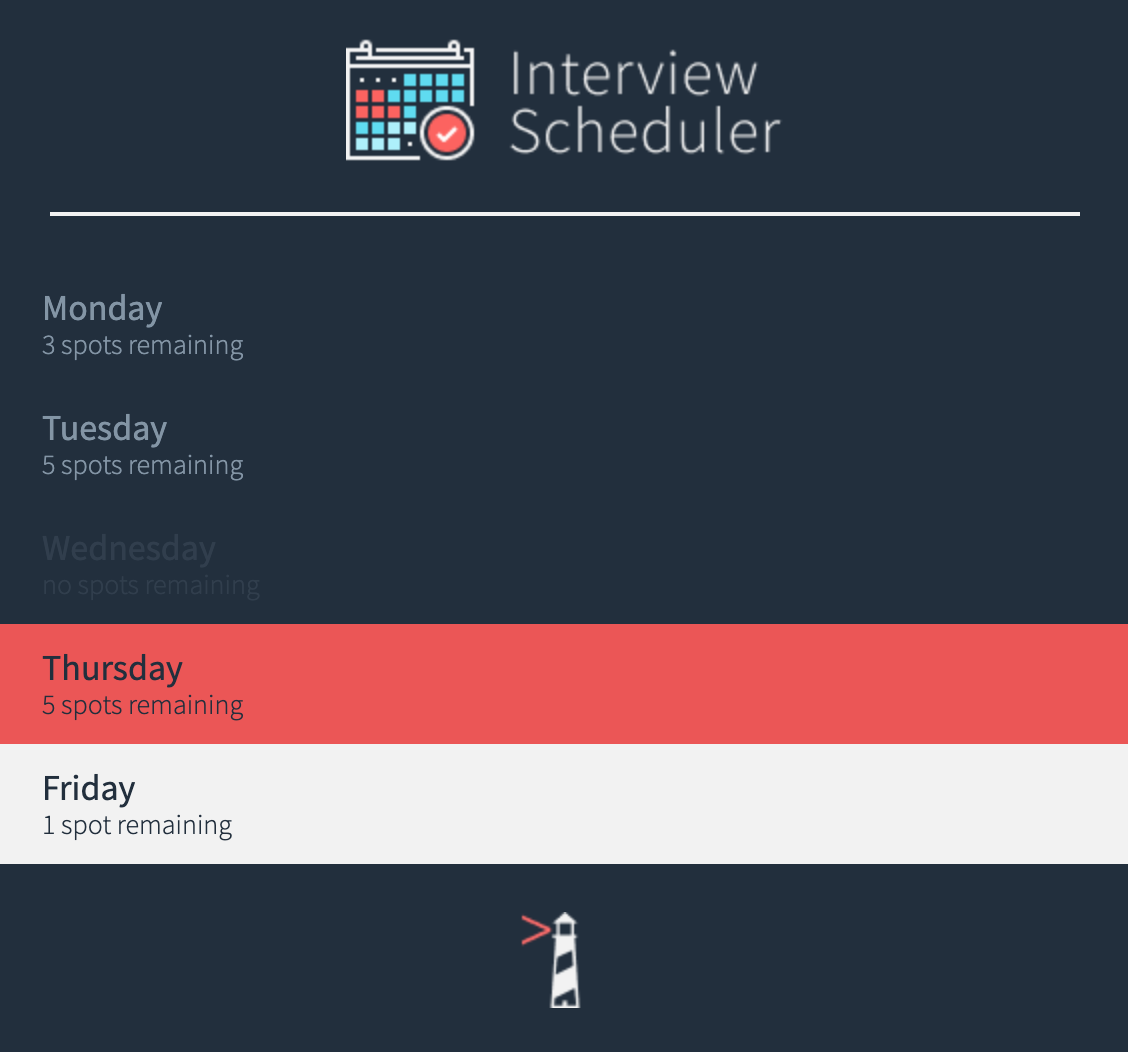 Interview
Scheduler
Monday
3 spots remaining
Tuesday
5 spots remaining
Wednesday
no spots remaining
Thursday
5 spots remaining
Friday
1 spot remaining